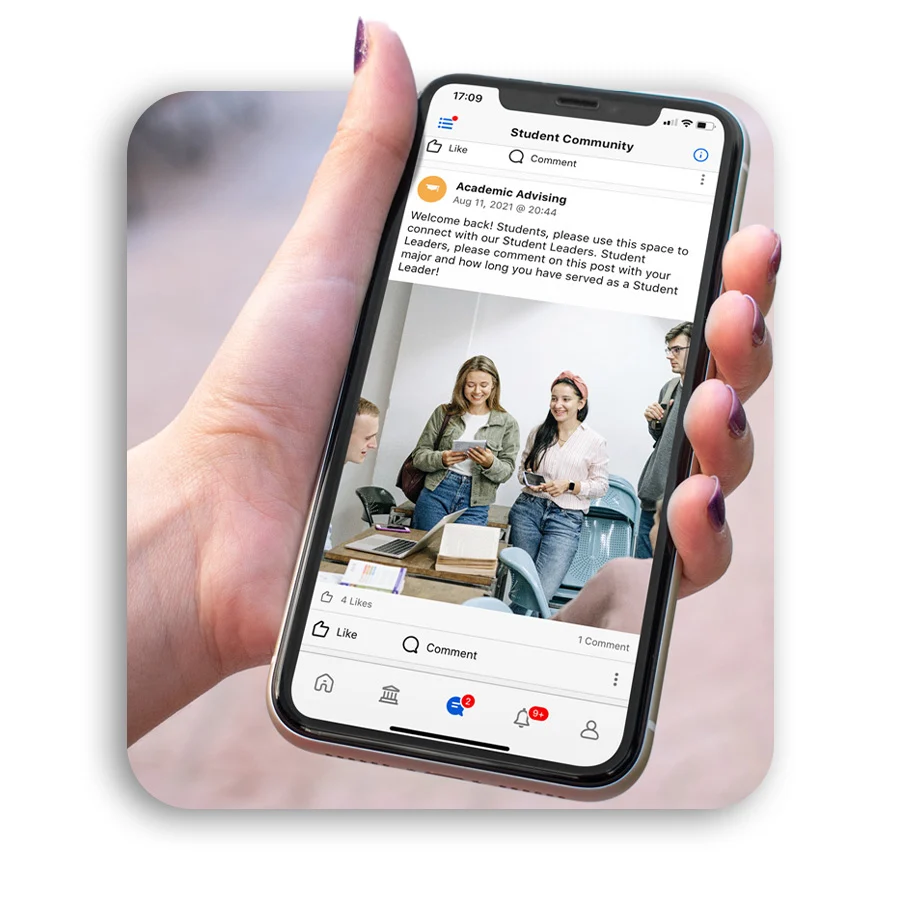 17:09
Student Community
Like
Comment
Academic Advising
Aug 11, 2021 @ 20:44
Welcome back! Students, please use this space to
connect with our Student Leaders. Student
Leaders, please comment on this post with your
major and how long you have served as a Student
Leader!
4 Likes
1 Comment
Like
Comment
2
9+